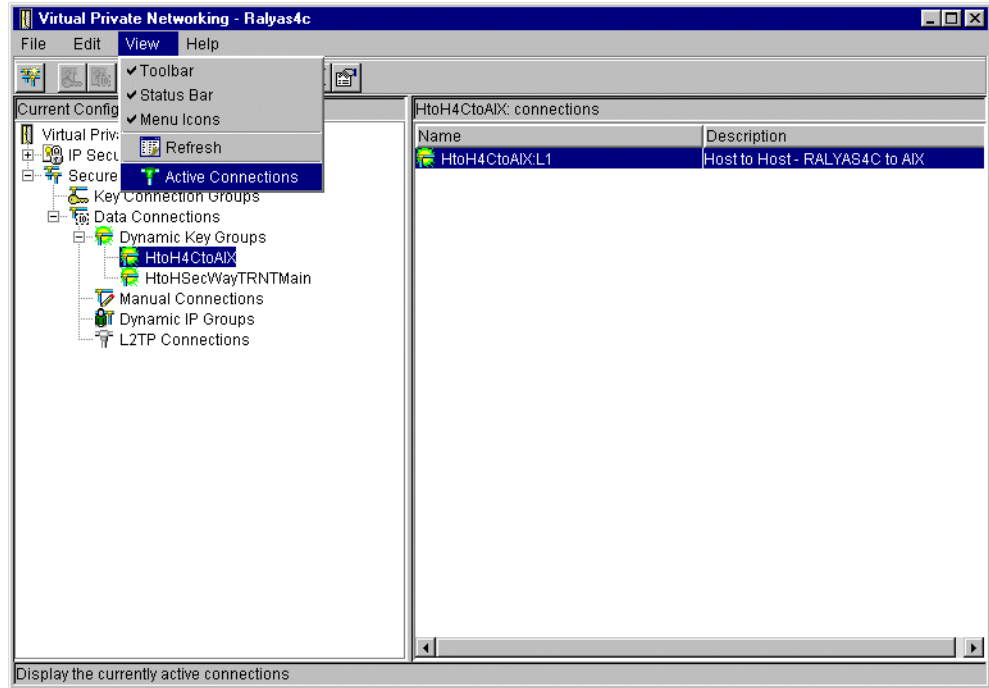 Virtual Private Networking - Ralyas4c
File Edit View Help
Toolbar
Status Bar
Menu Icons
Refresh
Active Connections
Current Config
Virtual Priv
IP Secu
Secure
Key Connection Groups
Data Connections
Dynamic Key Groups
HtoH4CtoAIX
HtoHSecWayTRNTMain
Manual Connections
Dynamic IP Groups
L2TP Connections
HtoH4CtoAIX: connections
Name Description
HtoH4CtoAIX:L1 Host to Host - RALYAS4C to AIX
Display the currently active connections